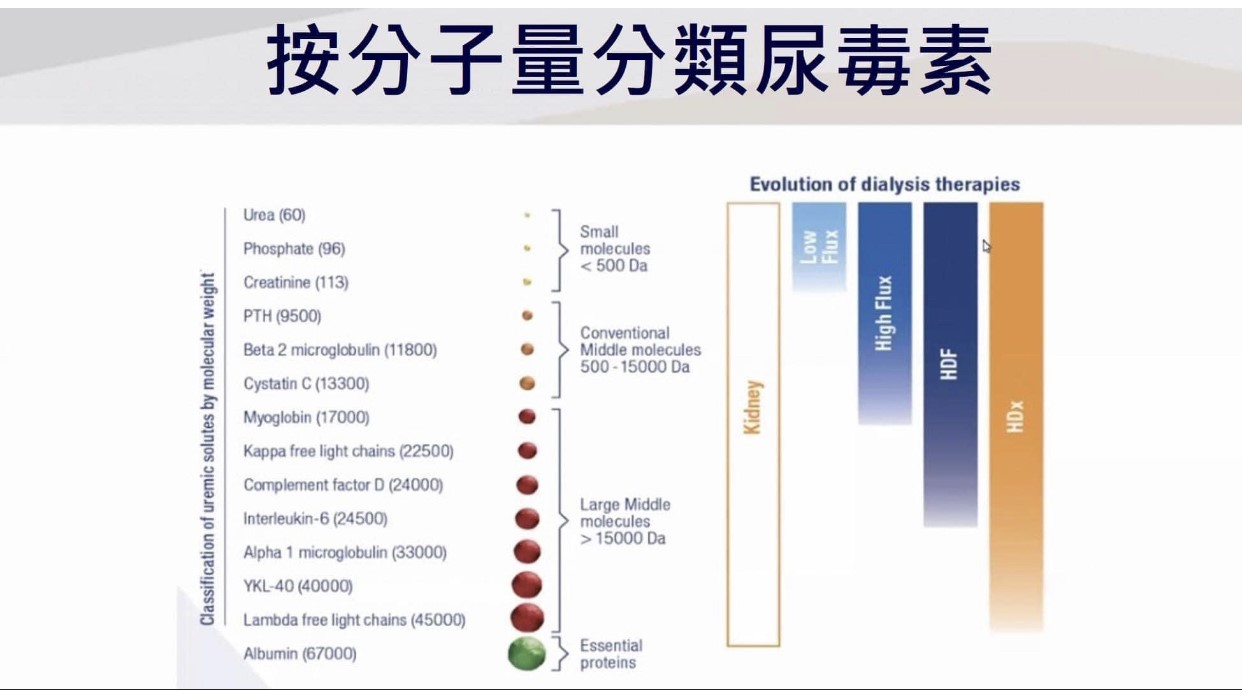 按分子量分類尿毒素
Evolution of dialysis therapies
Classification of uremic solutes by molecular weight
Urea (60)
Phosphate (96)
Creatinine (113)
PTH (9500)
Beta 2 microglobulin (11800)
Cystatin C (13300)
Myoglobin (17000)
Kappa free light chains (22500)
Complement factor D (24000)
Interleukin-6 (24500)
Alpha 1 microglobulin (33000)
YKL-40 (40000)
Lambda free light chains (45000)
Albumin (67000)
Small
molecules
< 500 Da
Conventional
Middle molecules
500 - 15000 Da
Large Middle
molecules
> 15000 Da
Essential
proteins
Kidney
Low
Flux
High Flux
HDF
HDx